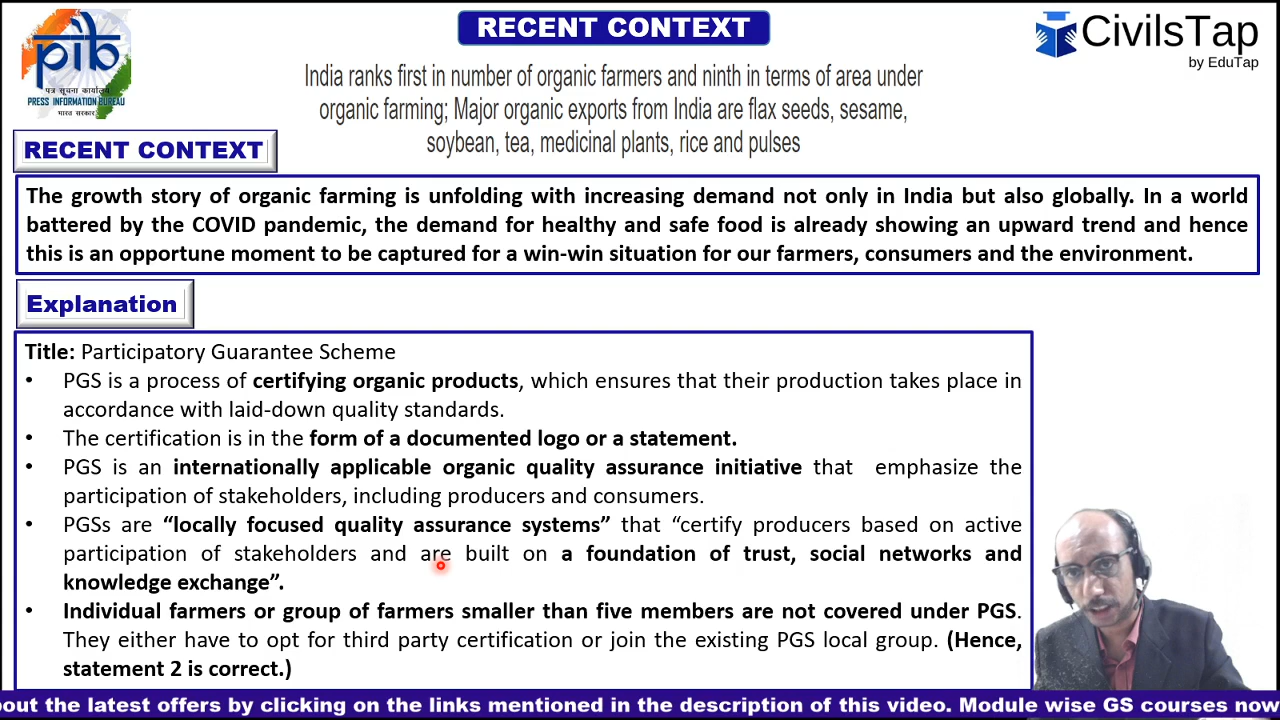 RECENT CONTEXT
पत्र सूचना कार्यालय
PRESS INFORMATION BUREAU
भारत सरकार
CivilsTap
by EduTap
India ranks first in number of organic farmers and ninth in terms of area under
organic farming; Major organic exports from India are flax seeds, sesame,
soybean, tea, medicinal plants, rice and pulses
RECENT CONTEXT
The growth story of organic farming is unfolding with increasing demand not only in India but also globally. In a world
battered by the COVID pandemic, the demand for healthy and safe food is already showing an upward trend and hence
this is an opportune moment to be captured for a win-win situation for our farmers, consumers and the environment.
Explanation
Title: Participatory Guarantee Scheme
• PGS is a process of certifying organic products, which ensures that their production takes place in
accordance with laid-down quality standards.
• The certification is in the form of a documented logo or a statement.
• PGS is an internationally applicable organic quality assurance initiative that emphasize the
participation of stakeholders, including producers and consumers.
• PGSs are “locally focused quality assurance systems” that “certify producers based on active
participation of stakeholders and are built on a foundation of trust, social networks and
knowledge exchange”.
• Individual farmers or group of farmers smaller than five members are not covered under PGS.
They either have to opt for third party certification or join the existing PGS local group. (Hence,
statement 2 is correct.)
out the latest offers by clicking on the links mentioned in the description of this video. Module wise GS courses now